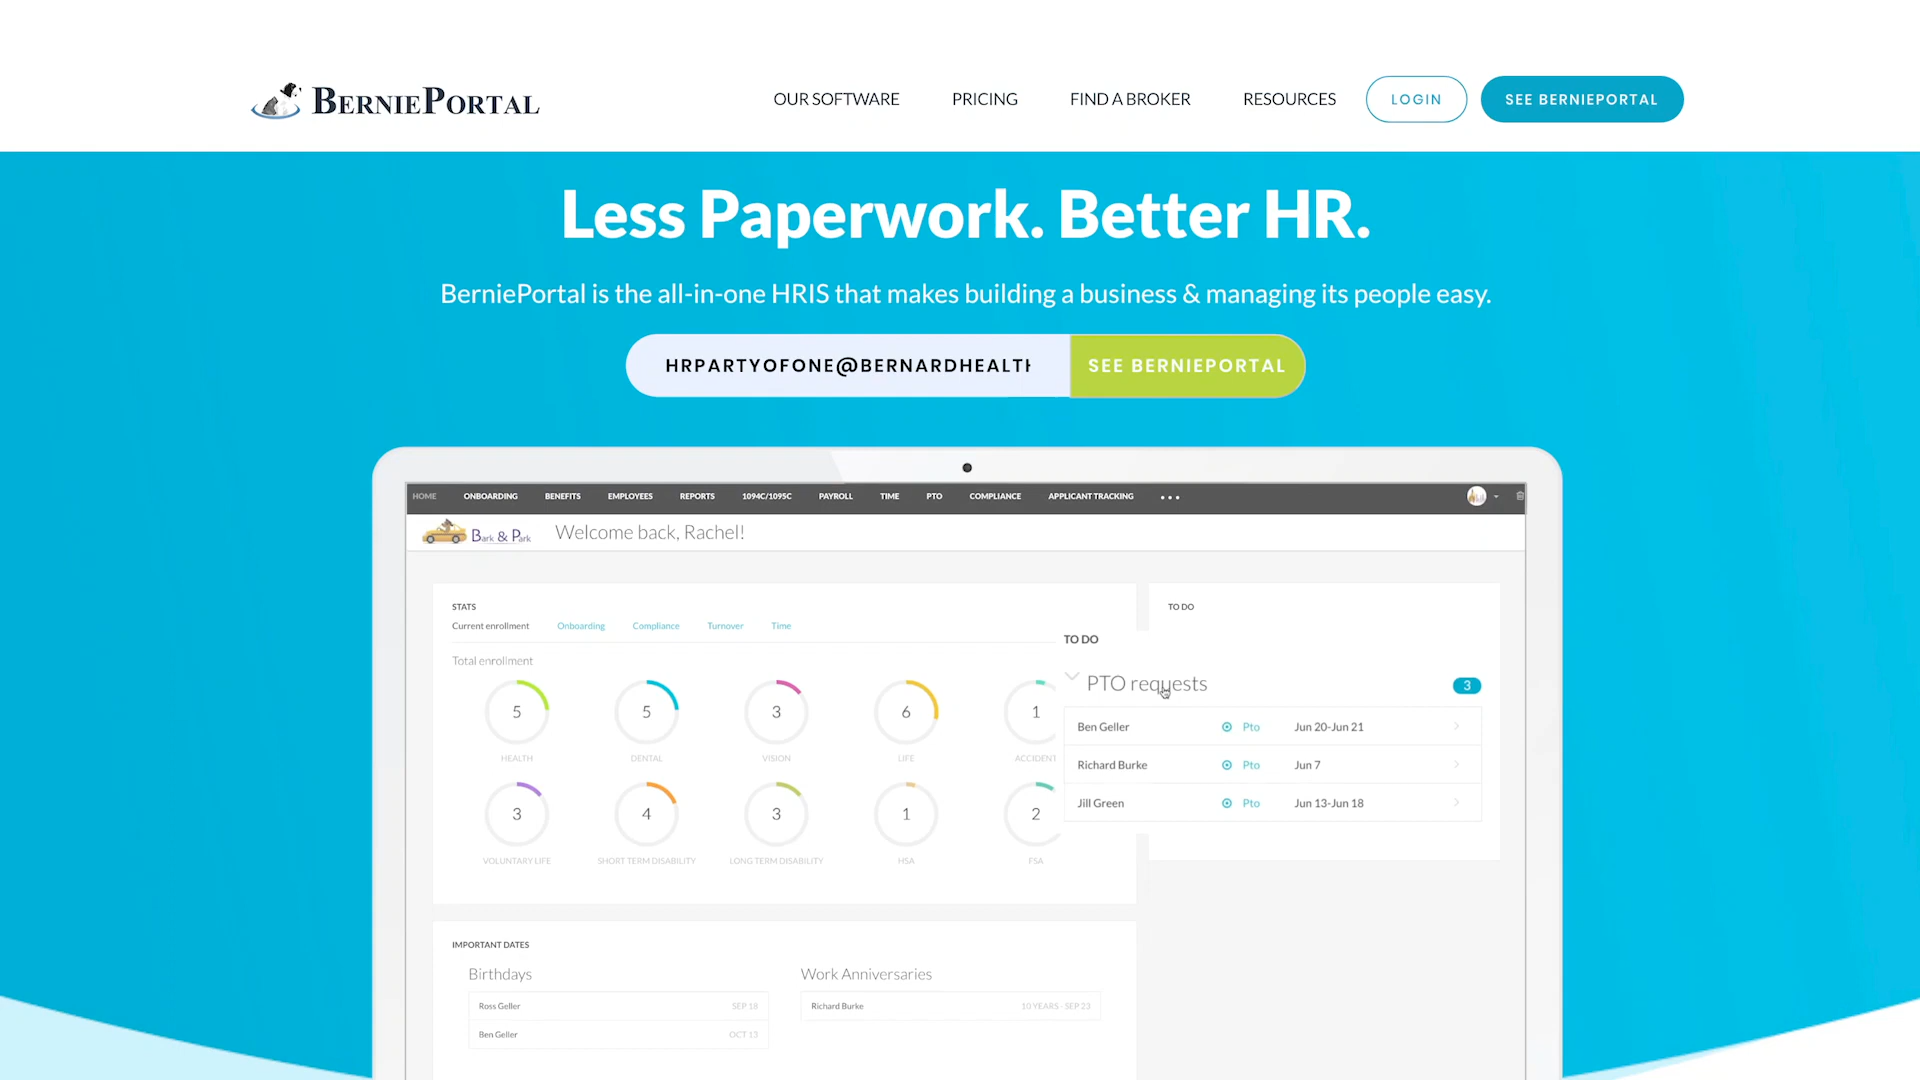 BERNIEPORTAL
OUR SOFTWARE PRICING FIND A BROKER RESOURCES LOGIN SEE BERNIEPORTAL
Less Paperwork. Better HR.
BerniePortal is the all-in-one HRIS that makes building a business & managing its people easy.
HRPARTYOFONE@BERNARDHEALTH SEE BERNIEPORTAL
HOME ONBOARDING BENEFITS EMPLOYEES REPORTS 1094C/1095C PAYROLL TIME PTO COMPLIANCE APPLICANT TRACKING
Bark & Park Welcome back, Rachel!
STATS
Current enrollment Onboarding Compliance Turnover Time
Total enrollment
5 5 3 6 1
HEALTH DENTAL VISION LIFE ACCIDENT
3 4 3 1 2
VOLUNTARY LIFE SHORT TERM DISABILITY LONG TERM DISABILITY HSA FSA
TO DO
TO DO
PTO requests 3
Ben Geller Pto Jun 20-Jun 21
Richard Burke Pto Jun 7
Jill Green Pto Jun 13-Jun 18
IMPORTANT DATES
Birthdays
Ross Geller SEP 18
Ben Geller OCT 13
Work Anniversaries
Richard Burke 10 YEARS - SEP 23